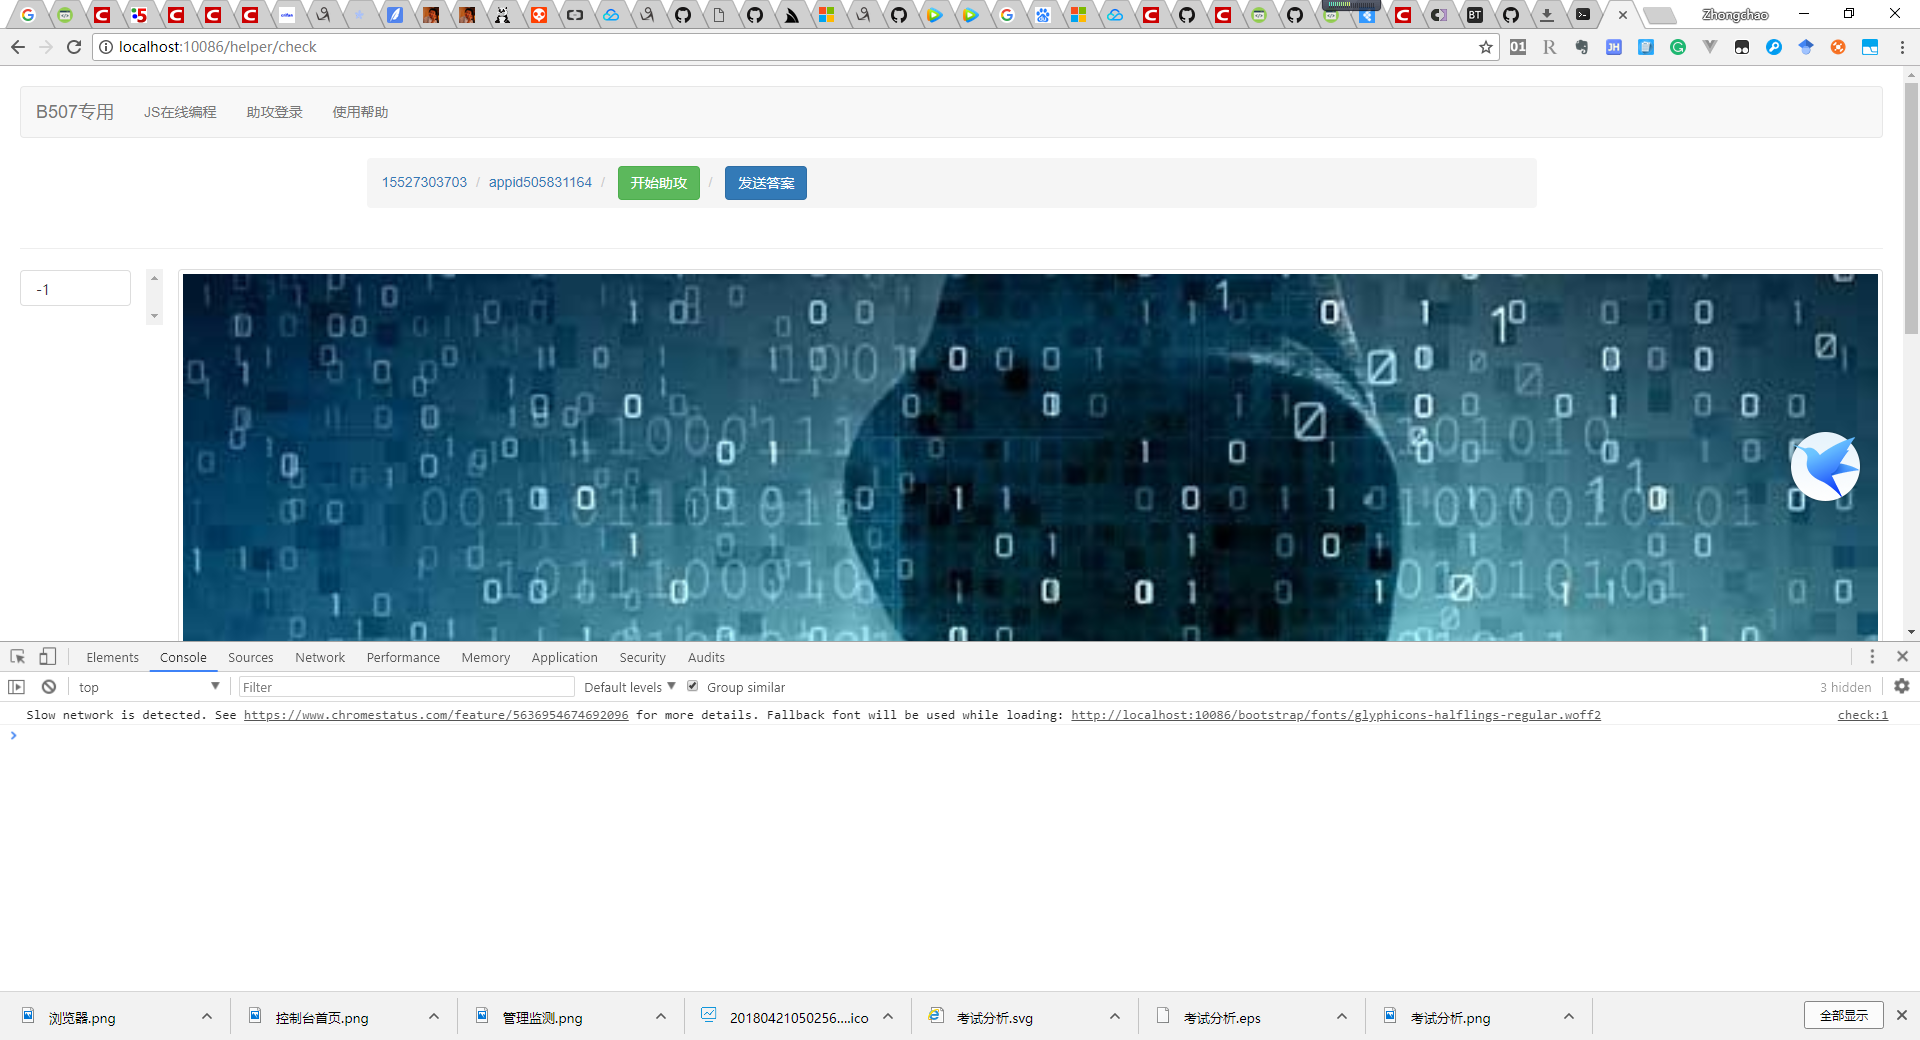 Zhongchao
localhost:10086/helper/check
B507专用 JS在线编程 助攻登录 使用帮助
15527303703 / appid505831164 / 开始助攻 / 发送答案
-1
Elements Console Sources Network Performance Memory Application Security Audits
top Filter Default levels Group similar 3 hidden
Slow network is detected. See https://www.chromestatus.com/feature/5636954674692096 for more details. Fallback font will be used while loading: http://localhost:10086/bootstrap/fonts/glyphicons-halflings-regular.woff2 check:1
浏览器.png 控制台首页.png 管理监测.png 20180421050256....ico 考试分析.svg 考试分析.eps 考试分析.png 全部显示